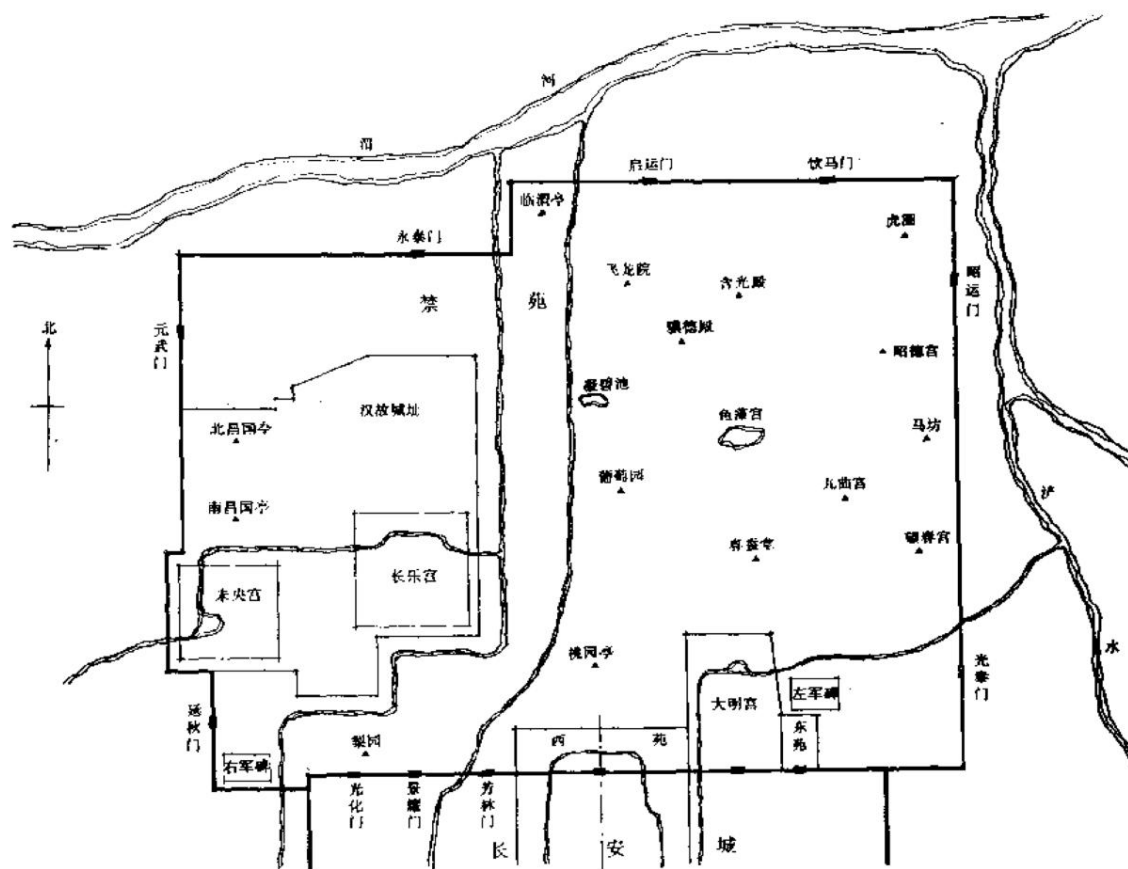 河
渭
启运门
饮马门
临渭亭
虎圈
永泰门
飞龙院
含光殿
昭运门
禁 苑
元武门
北
骥德殿
昭德宫
汉故城址
凝碧池
鱼藻宫
北昌国亭
马坊
葡萄园
九曲宫
南昌国亭
浐
望春宫
长乐宫
未央宫
水
桃园亭
光泰门
大明宫
左军碑
延秋门
东苑
梨园
西 苑
右军碑
光化门
景耀门
芳林门
长 安 城